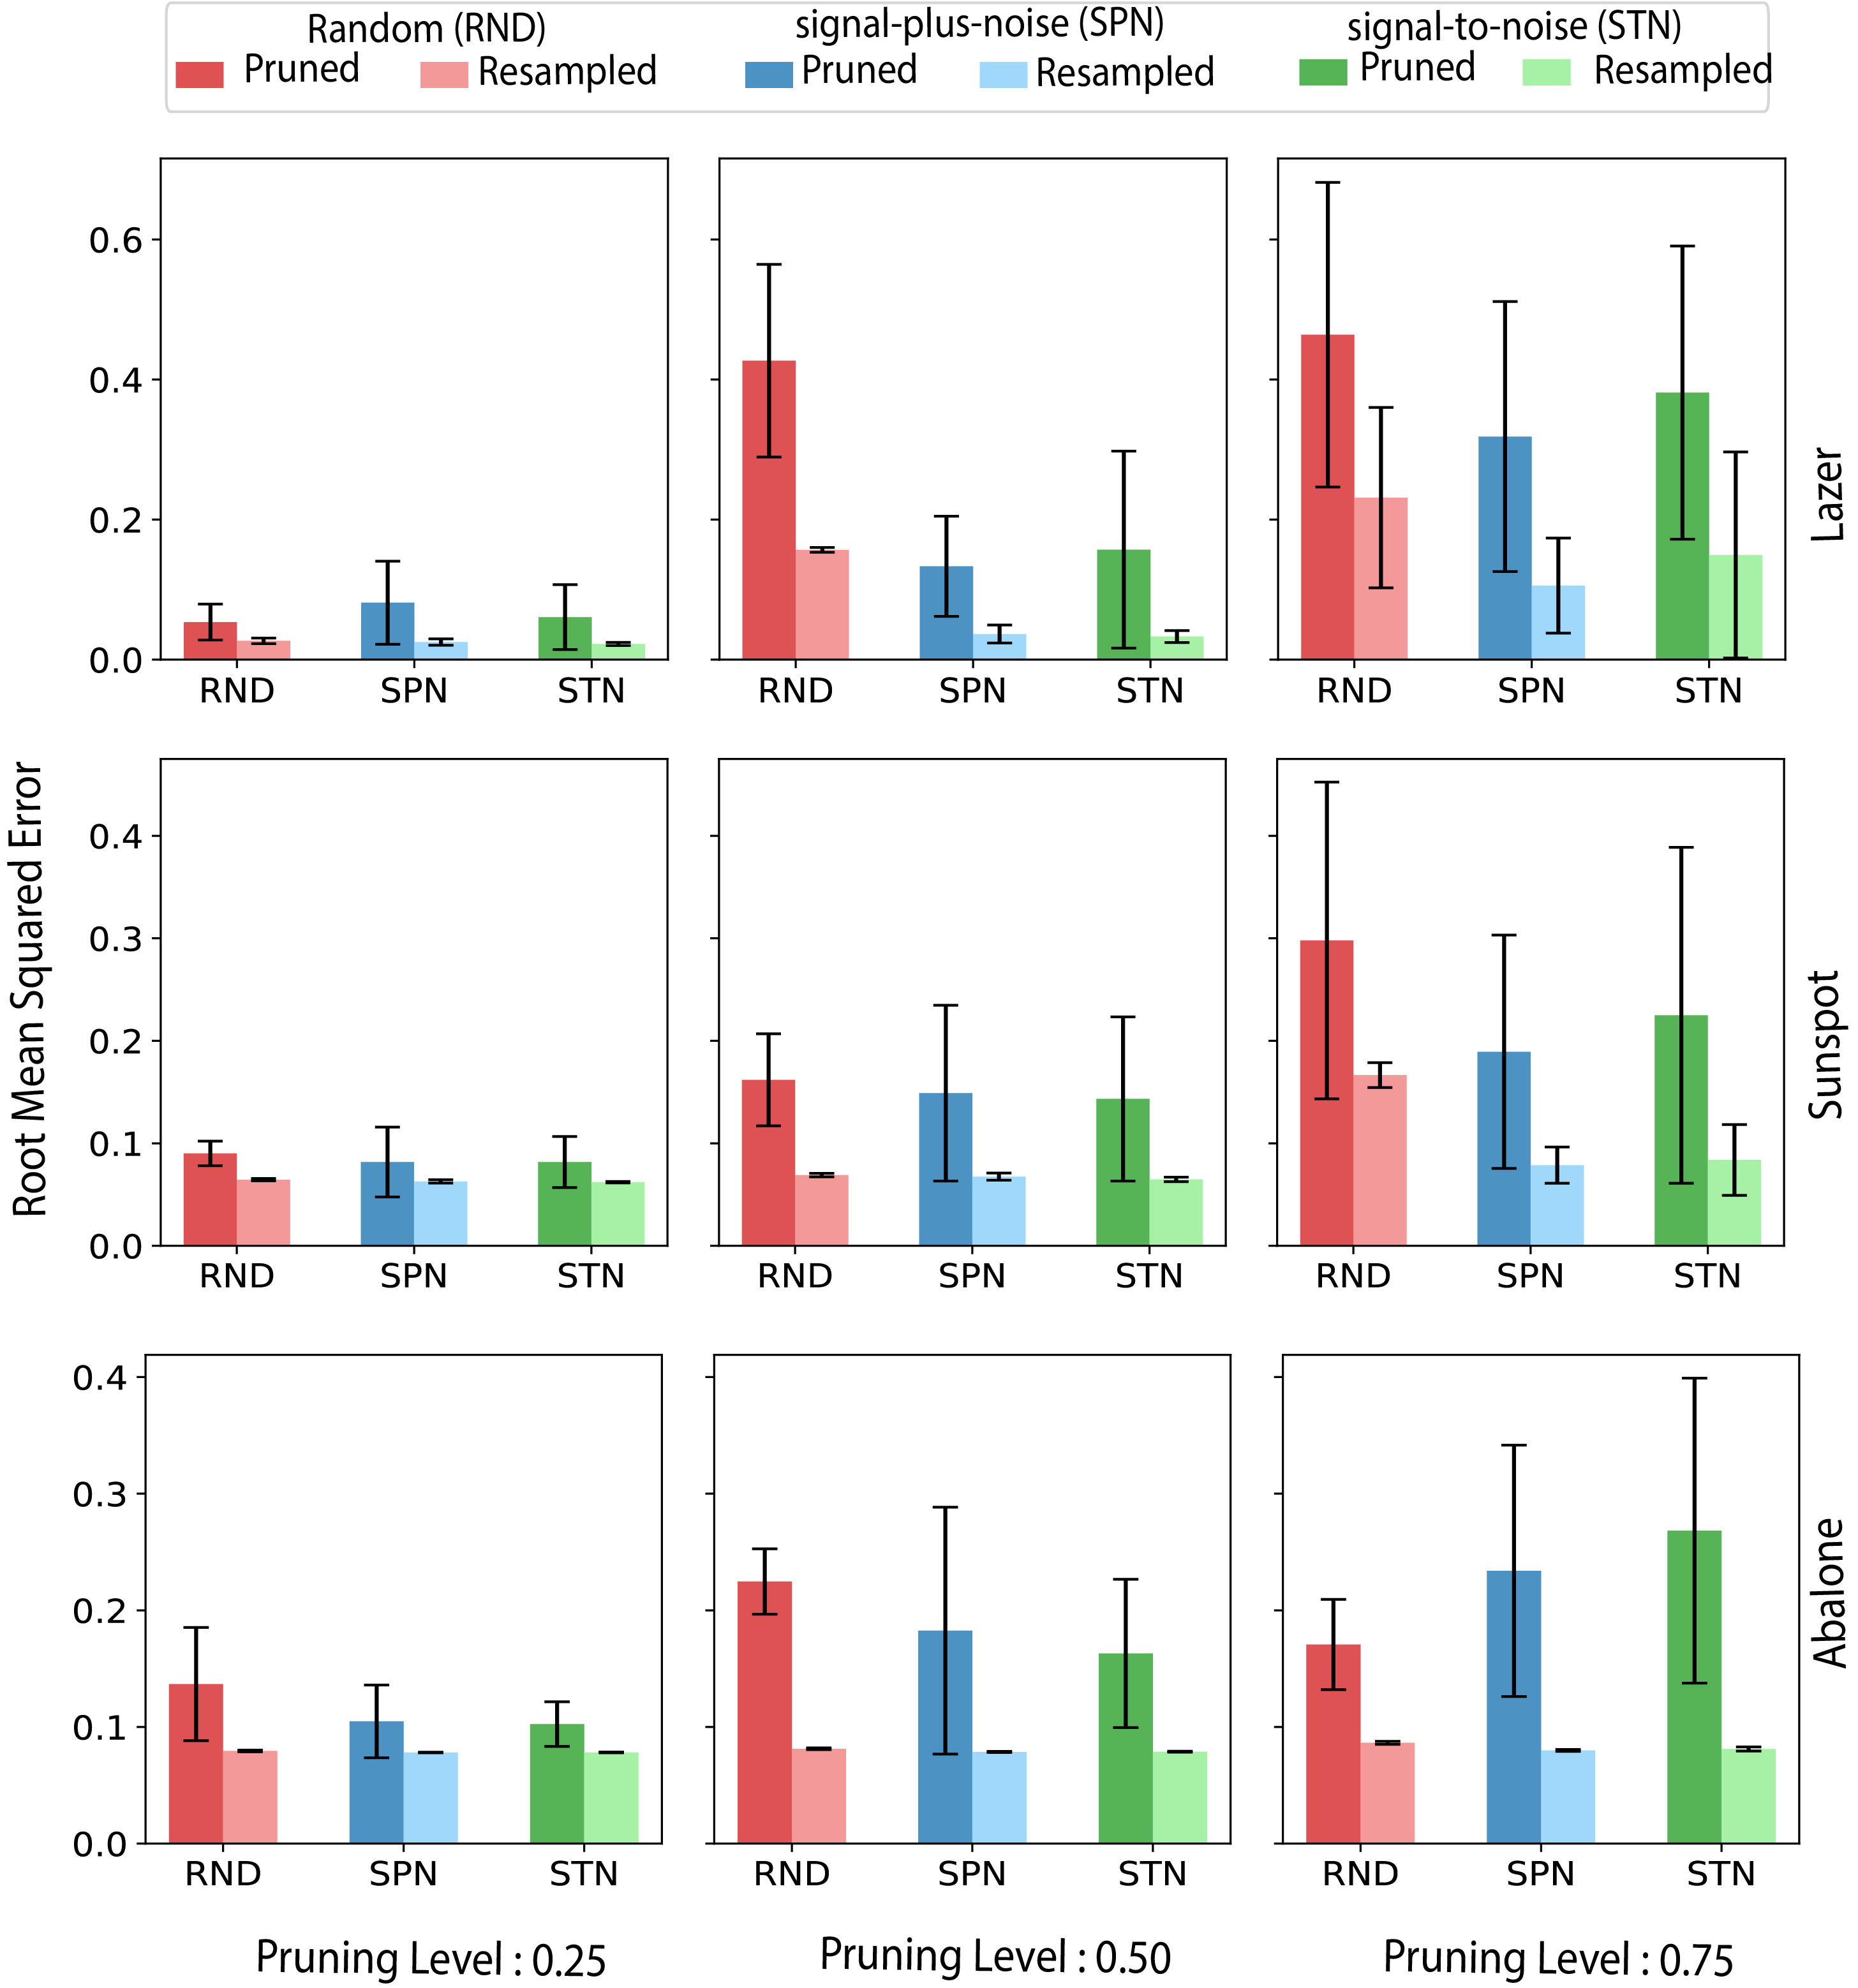 Random (RND) signal-plus-noise (SPN) signal-to-noise (STN)
Pruned Resampled Pruned Resampled Pruned Resampled
0.6
0.4
0.2
0.0
RND SPN STN RND SPN STN RND SPN STN
Lazer
Root Mean Squared Error
0.4
0.3
0.2
0.1
0.0
RND SPN STN RND SPN STN RND SPN STN
Sunspot
0.4
0.3
0.2
0.1
0.0
RND SPN STN RND SPN STN RND SPN STN
Abalone
Pruning Level : 0.25 Pruning Level : 0.50 Pruning Level : 0.75